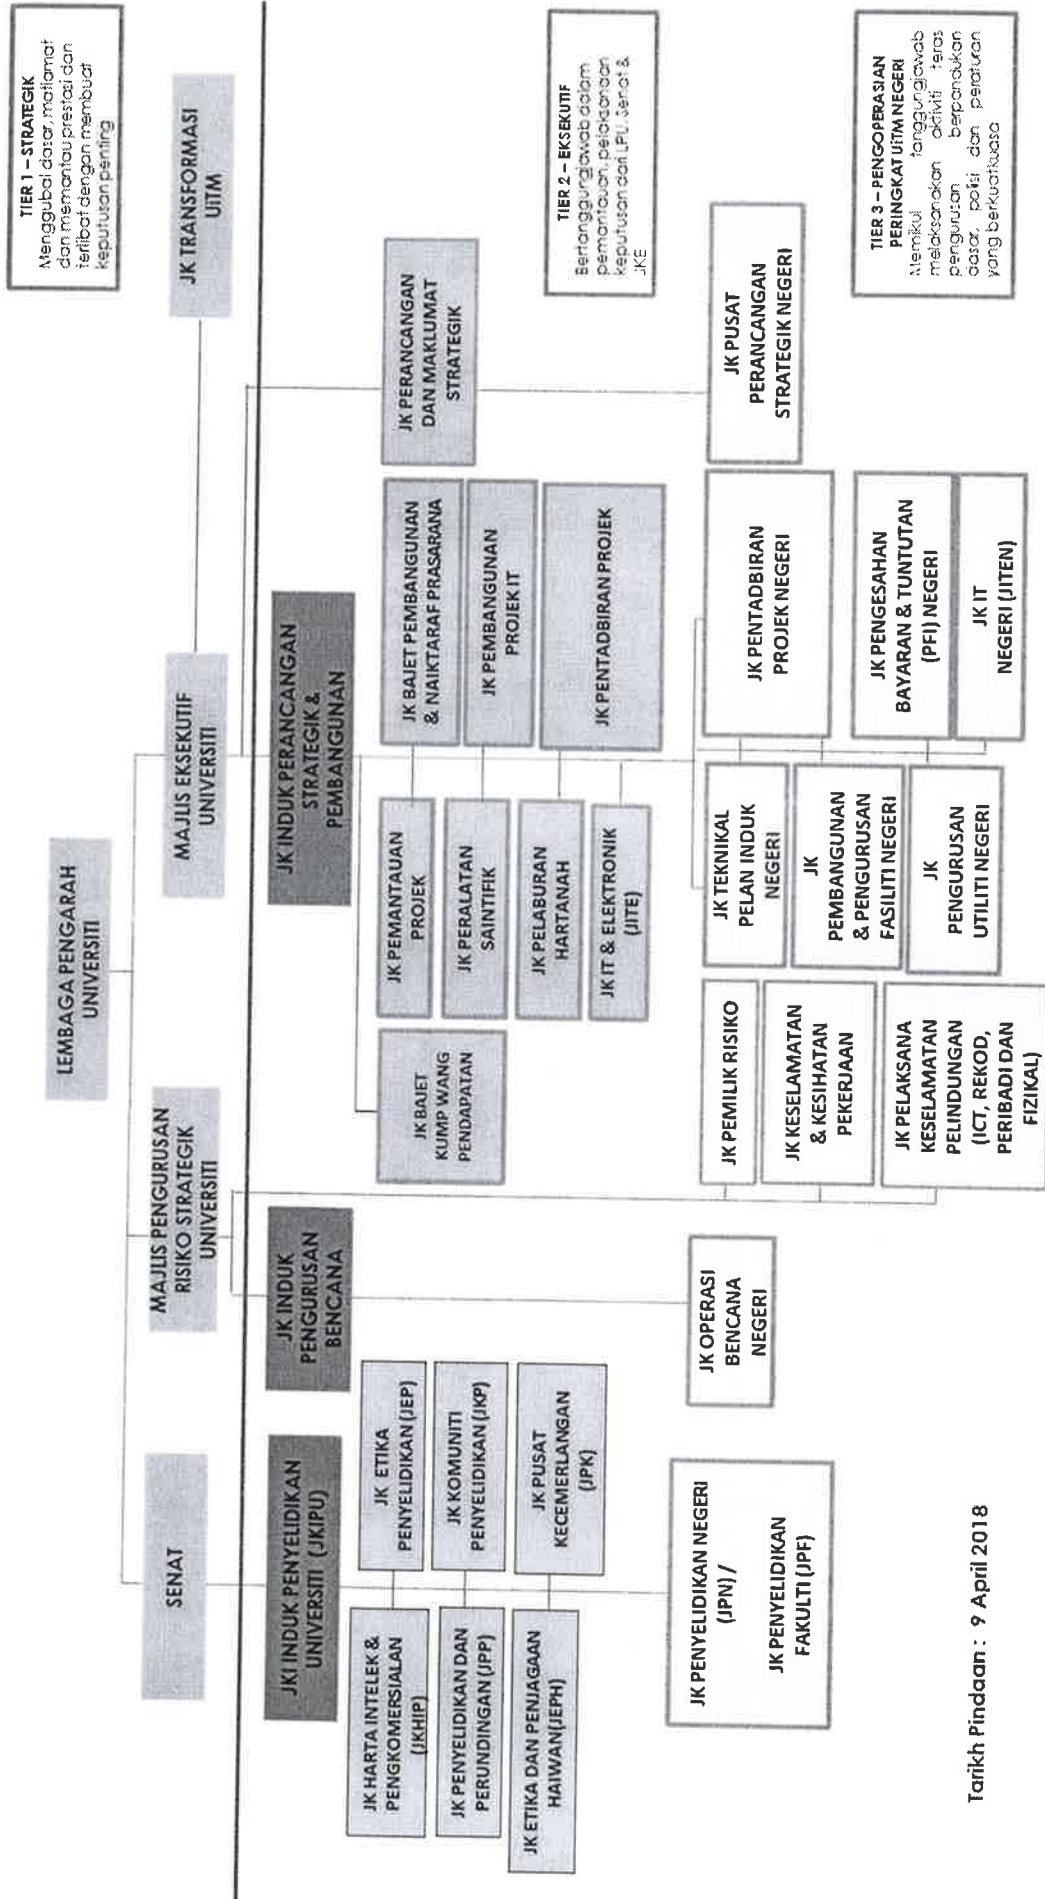 TIER 1 – STRATEGIK
Menggubal dasar, matlamat
dan memantau prestasi dan
terlibat dengan membuat
keputusan penting
LEMBAGA PENGARAH
UNIVERSITI
SENAT
MAJLIS PENGURUSAN
RISIKO STRATEGIK
UNIVERSITI
MAJLIS EKSEKUTIF
UNIVERSITI
JK TRANSFORMASI
UiTM
TIER 2 – EKSEKUTIF
Bertanggungjawab dalam
pemantauan, pelaksanaan
keputusan dari LPU, Senat &
JKE
JKI INDUK PENYELIDIKAN
UNIVERSITI (JKIPU)
JK INDUK
PENGURUSAN
BENCANA
JK INDUK PERANCANGAN
STRATEGIK &
PEMBANGUNAN
JK HARTA INTELEK &
PENGKOMERSIALAN
(JKHIP)
JK ETIKA
PENYELIDIKAN (JEP)
JK PENYELIDIKAN DAN
PERUNDINGAN (JPP)
JK KOMUNITI
PENYELIDIKAN (JKP)
JK ETIKA DAN PENJAGAAN
HAIWAN(JEPH)
JK PUSAT
KECEMERLANGAN
(JPK)
JK BAJET
KUMP WANG
PENDAPATAN
JK PEMANTAUAN
PROJEK
JK BAJET PEMBANGUNAN
& NAIKTARAF PRASARANA
JK PERALATAN
SAINTIFIK
JK PEMBANGUNAN
PROJEK IT
JK PELABURAN
HARTANAH
JK PENTADBIRAN PROJEK
JK IT & ELEKTRONIK
(JITE)
JK PERANCANGAN
DAN MAKLUMAT
STRATEGIK
TIER 3 – PENGOPERASIAN
PERINGKAT UiTM NEGERI
Memikul tanggungjawab
melaksanakan aktiviti teras
pengurusan berpandukan
dasar, polisi dan peraturan
yang berkuatkuasa
JK PENYELIDIKAN NEGERI
(JPN) /
JK PENYELIDIKAN
FAKULTI (JPF)
JK OPERASI
BENCANA
NEGERI
JK PEMILIK RISIKO
JK KESELAMATAN
& KESIHATAN
PEKERJAAN
JK PELAKSANA
KESELAMATAN
PELINDUNGAN
(ICT, REKOD,
PERIBADI DAN
FIZIKAL)
JK TEKNIKAL
PELAN INDUK
NEGERI
JK
PEMBANGUNAN
& PENGURUSAN
FASILITI NEGERI
JK
PENGURUSAN
UTILITI NEGERI
JK PENTADBIRAN
PROJEK NEGERI
JK PENGESAHAN
BAYARAN & TUNTUTAN
(PFI) NEGERI
JK IT
NEGERI (JITEN)
JK PUSAT
PERANCANGAN
STRATEGIK NEGERI
Tarikh Pindaan : 9 April 2018